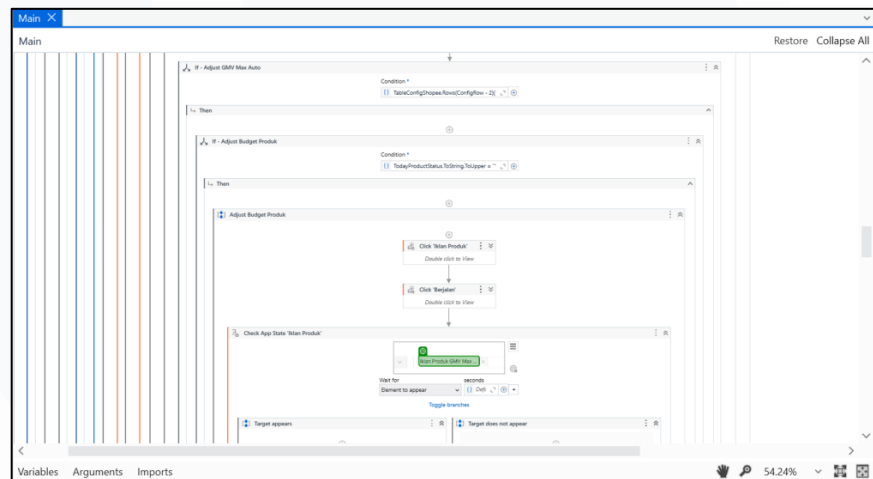 Main
Main Restore Collapse All
If - Adjust GMV Max Auto
Condition *
TableConfigShopee.Rows(ConfigRow - 2)(
Then
If - Adjust Budget Produk
Condition *
TodayProductStatus.ToString.ToUpper = "
Then
Adjust Budget Produk
Click 'Iklan Produk'
Double click to View
Click 'Berjalan'
Double click to View
Check App State 'Iklan Produk'
Iklan Produk GMV Max ...
Wait for seconds
Element to appear
Toggle branches
Target appears Target does not appear
Variables Arguments Imports 54.24%